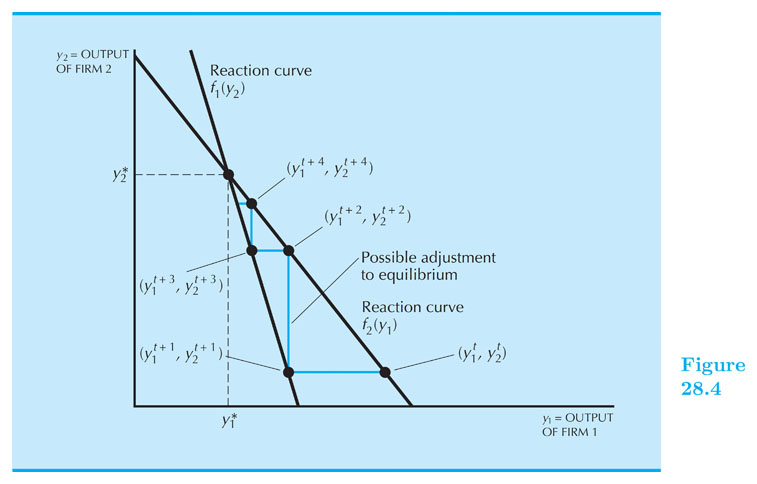 y₂ = OUTPUT
OF FIRM 2
Reaction curve
f₁(y₂)
y₂*
(y₁ᵗ⁺⁴, y₂ᵗ⁺⁴)
(y₁ᵗ⁺², y₂ᵗ⁺²)
Possible adjustment
to equilibrium
(y₁ᵗ⁺³, y₂ᵗ⁺³)
Reaction curve
f₂(y₁)
(y₁ᵗ⁺¹, y₂ᵗ⁺¹)
(y₁ᵗ, y₂ᵗ)
Figure
28.4
y₁*
y₁ = OUTPUT
OF FIRM 1